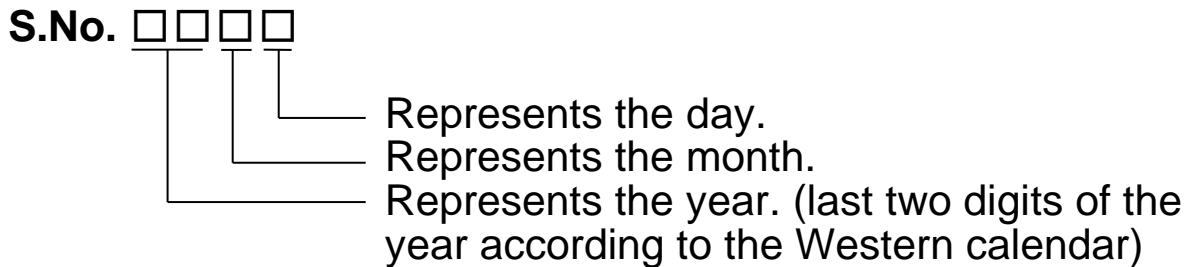 S.No. □□□□
Represents the day.
Represents the month.
Represents the year. (last two digits of the
year according to the Western calendar)